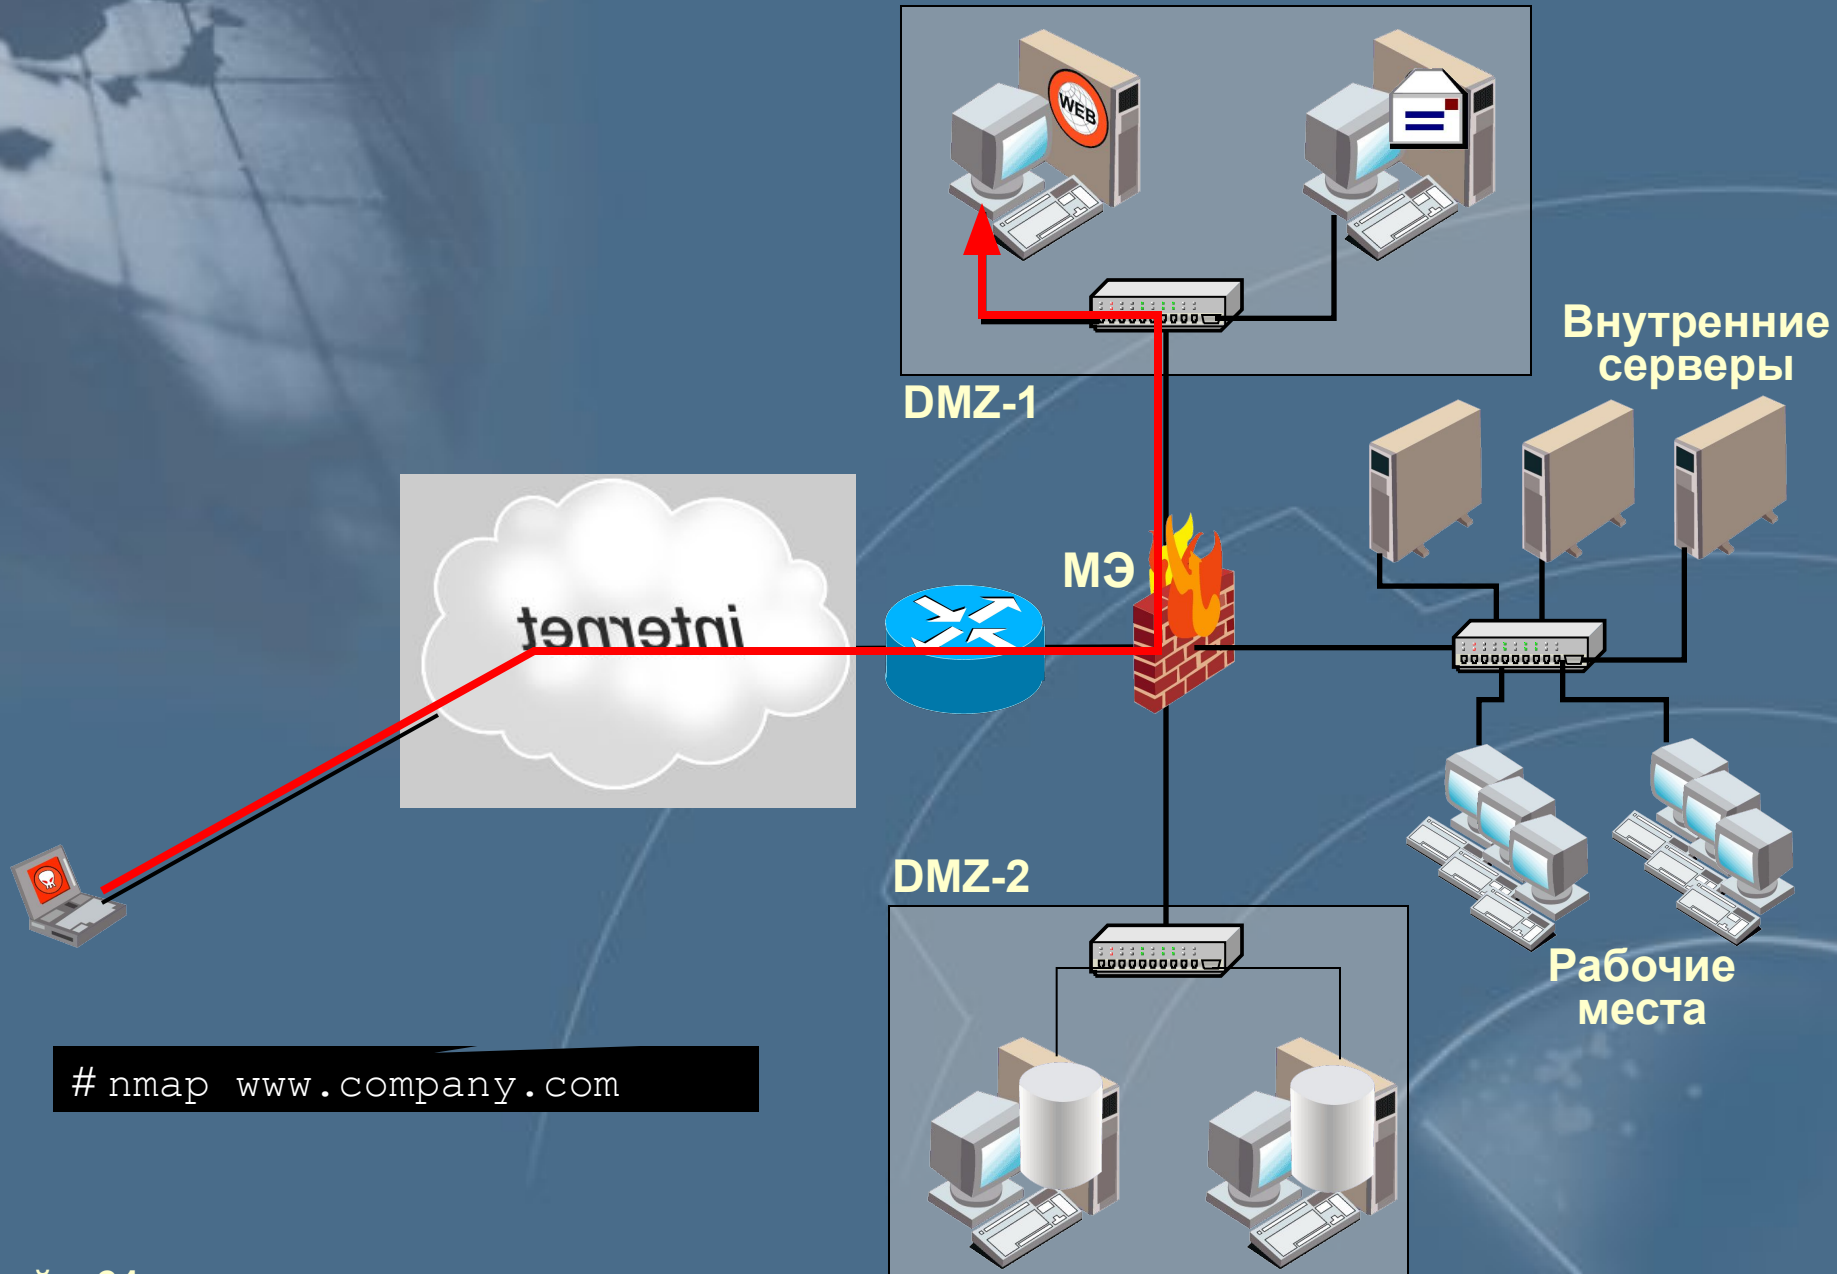 WEB
Внутренние
серверы
DMZ-1
МЭ
internet
DMZ-2
Рабочие
места
# nmap www.company.com